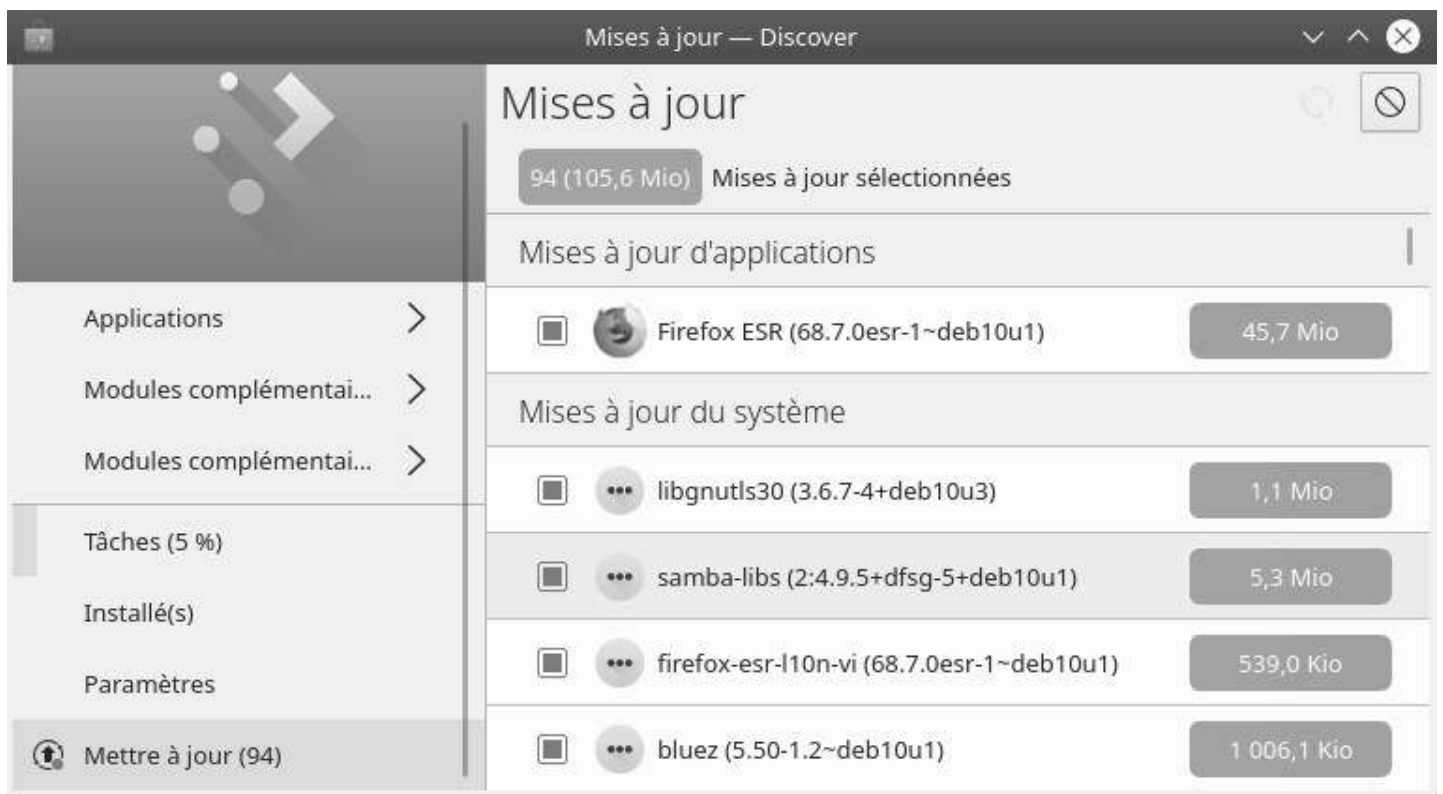 Mises à jour — Discover
Applications
Modules complémentai...
Modules complémentai...
Tâches (5 %)
Installé(s)
Paramètres
Mettre à jour (94)
Mises à jour
94 (105,6 Mio) Mises à jour sélectionnées
Mises à jour d'applications
Firefox ESR (68.7.0esr-1~deb10u1) 45,7 Mio
Mises à jour du système
libgnutls30 (3.6.7-4+deb10u3) 1,1 Mio
samba-libs (2:4.9.5+dfsg-5+deb10u1) 5,3 Mio
firefox-esr-l10n-vi (68.7.0esr-1~deb10u1) 539,0 Kio
bluez (5.50-1.2~deb10u1) 1 006,1 Kio